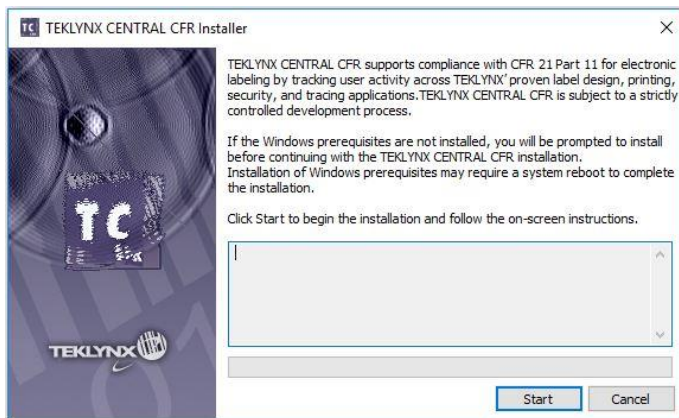 TEKLYNX CENTRAL CFR Installer
TEKLYNX CENTRAL CFR supports compliance with CFR 21 Part 11 for electronic
labeling by tracking user activity across TEKLYNX' proven label design, printing,
security, and tracing applications.TEKLYNX CENTRAL CFR is subject to a strictly
controlled development process.
If the Windows prerequisites are not installed, you will be prompted to install
before continuing with the TEKLYNX CENTRAL CFR installation.
Installation of Windows prerequisites may require a system reboot to complete
the installation.
Click Start to begin the installation and follow the on-screen instructions.
TC
TEKLYNX
Start Cancel